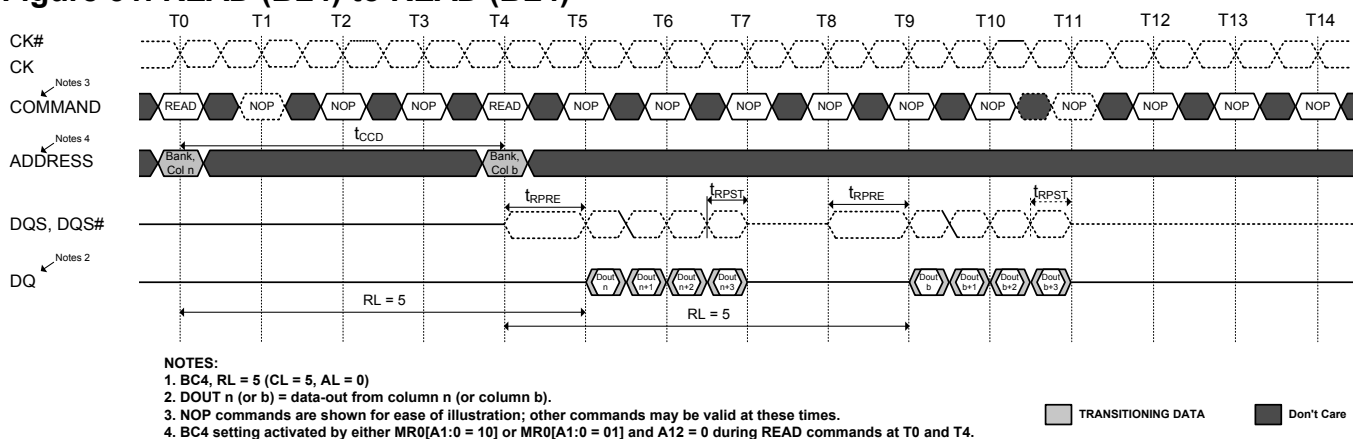 T0 T1 T2 T3 T4 T5 T6 T7 T8 T9 T10 T11 T12 T13 T14
CK#
CK
Notes 3
COMMAND READ NOP NOP NOP READ NOP NOP NOP NOP NOP NOP NOP NOP NOP NOP
tCCD
Notes 4
ADDRESS
Bank, Col n
Bank, Col b
tRPRE tRPST tRPRE tRPST
DQS, DQS#
Notes 2
DQ
Dout n
Dout n+1
Dout n+2
Dout n+3
Dout b
Dout b+1
Dout b+2
Dout b+3
RL = 5
RL = 5
NOTES:
1. BC4, RL = 5 (CL = 5, AL = 0)
2. DOUT n (or b) = data-out from column n (or column b).
3. NOP commands are shown for ease of illustration; other commands may be valid at these times.
4. BC4 setting activated by either MR0[A1:0 = 10] or MR0[A1:0 = 01] and A12 = 0 during READ commands at T0 and T4.
TRANSITIONING DATA
Don't Care